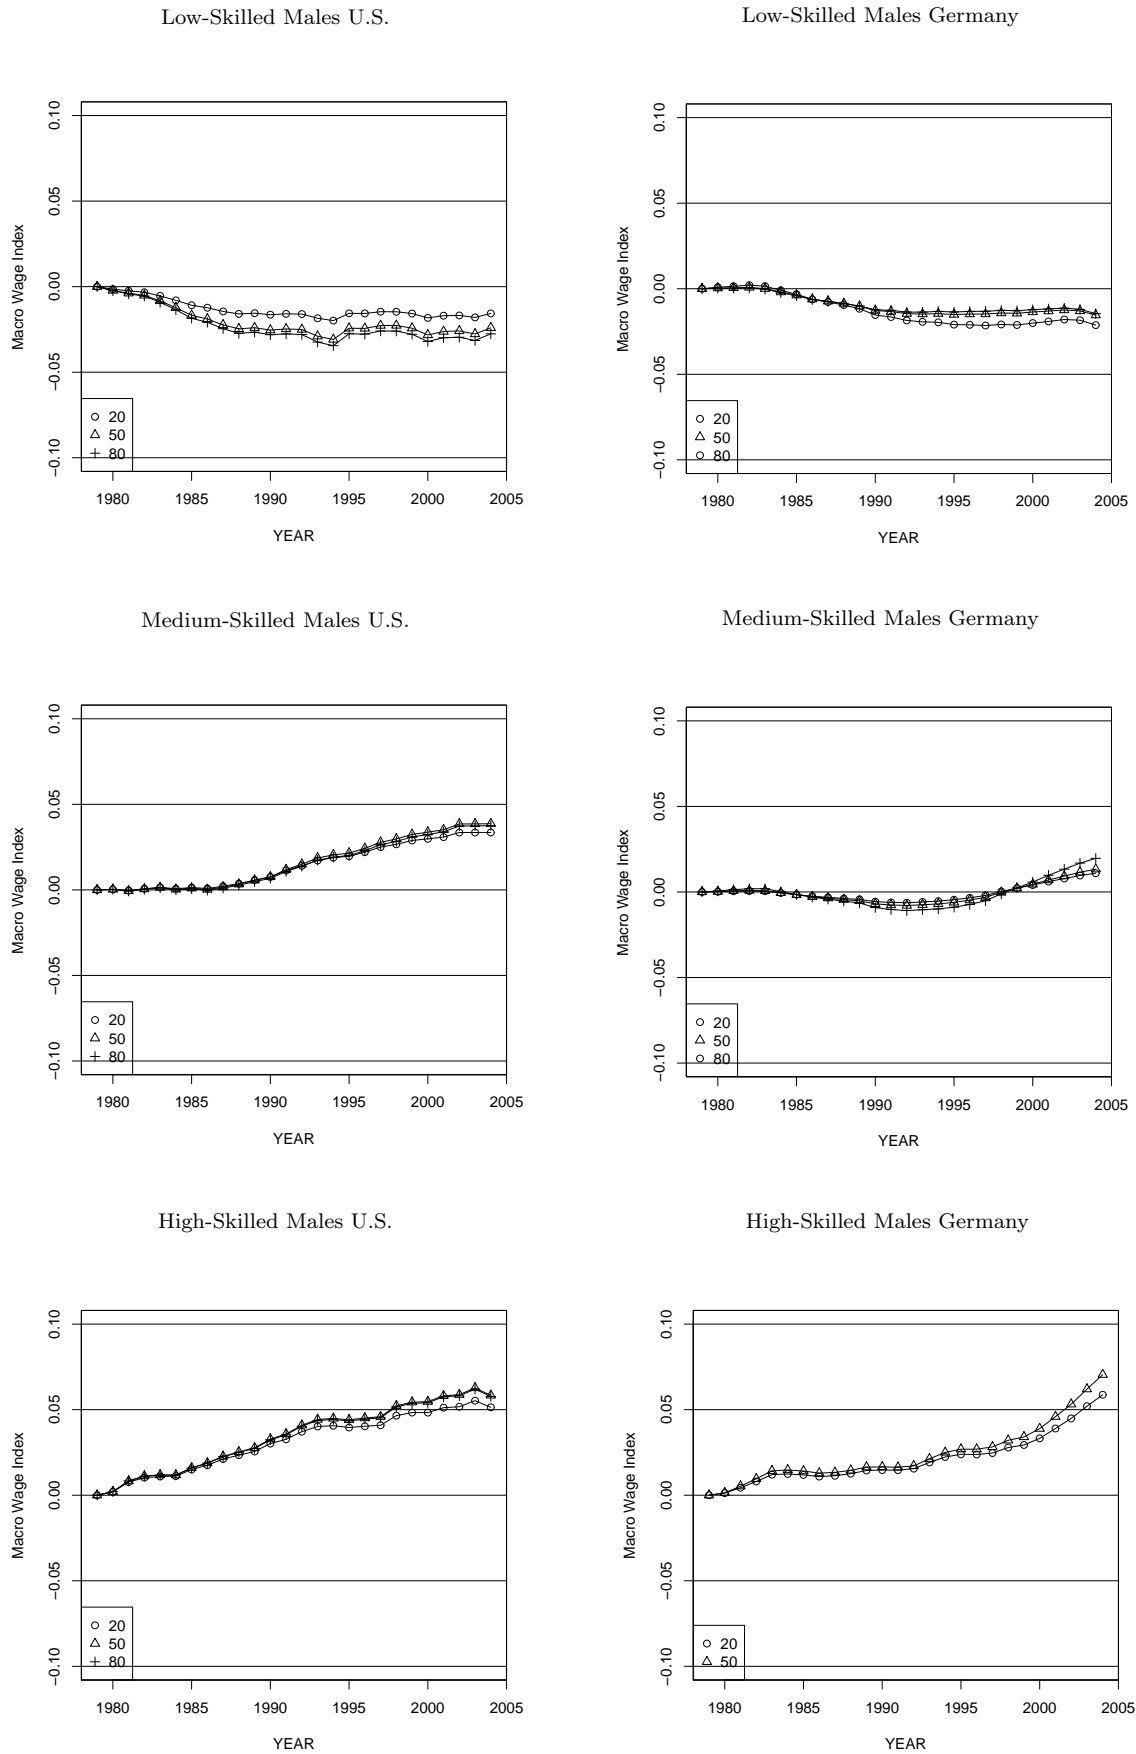 Low-Skilled Males U.S.
Macro Wage Index
0.10
0.05
0.00
−0.05
−0.10
20
50
80
1980 1985 1990 1995 2000 2005
YEAR
Low-Skilled Males Germany
Macro Wage Index
0.10
0.05
0.00
−0.05
−0.10
20
50
80
1980 1985 1990 1995 2000 2005
YEAR
Medium-Skilled Males U.S.
Macro Wage Index
0.10
0.05
0.00
−0.05
−0.10
20
50
80
1980 1985 1990 1995 2000 2005
YEAR
Medium-Skilled Males Germany
Macro Wage Index
0.10
0.05
0.00
−0.05
−0.10
20
50
80
1980 1985 1990 1995 2000 2005
YEAR
High-Skilled Males U.S.
Macro Wage Index
0.10
0.05
0.00
−0.05
−0.10
20
50
80
1980 1985 1990 1995 2000 2005
YEAR
High-Skilled Males Germany
Macro Wage Index
0.10
0.05
0.00
−0.05
−0.10
20
50
1980 1985 1990 1995 2000 2005
YEAR